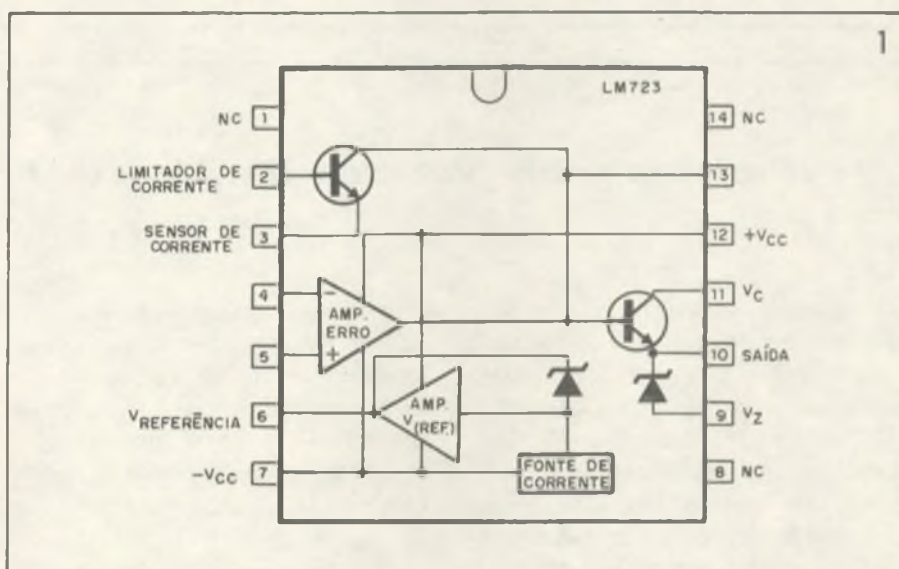 1
LM723
NC 1
14 NC
LIMITADOR DE
CORRENTE
2
13
SENSOR DE
CORRENTE
3
12 +VCC
4
-
AMP.
ERRO
+
11 VC
5
10 SAÍDA
VREFERÊNCIA 6
AMP.
V(REF.)
9 VZ
-VCC 7
FONTE DE
CORRENTE
8 NC